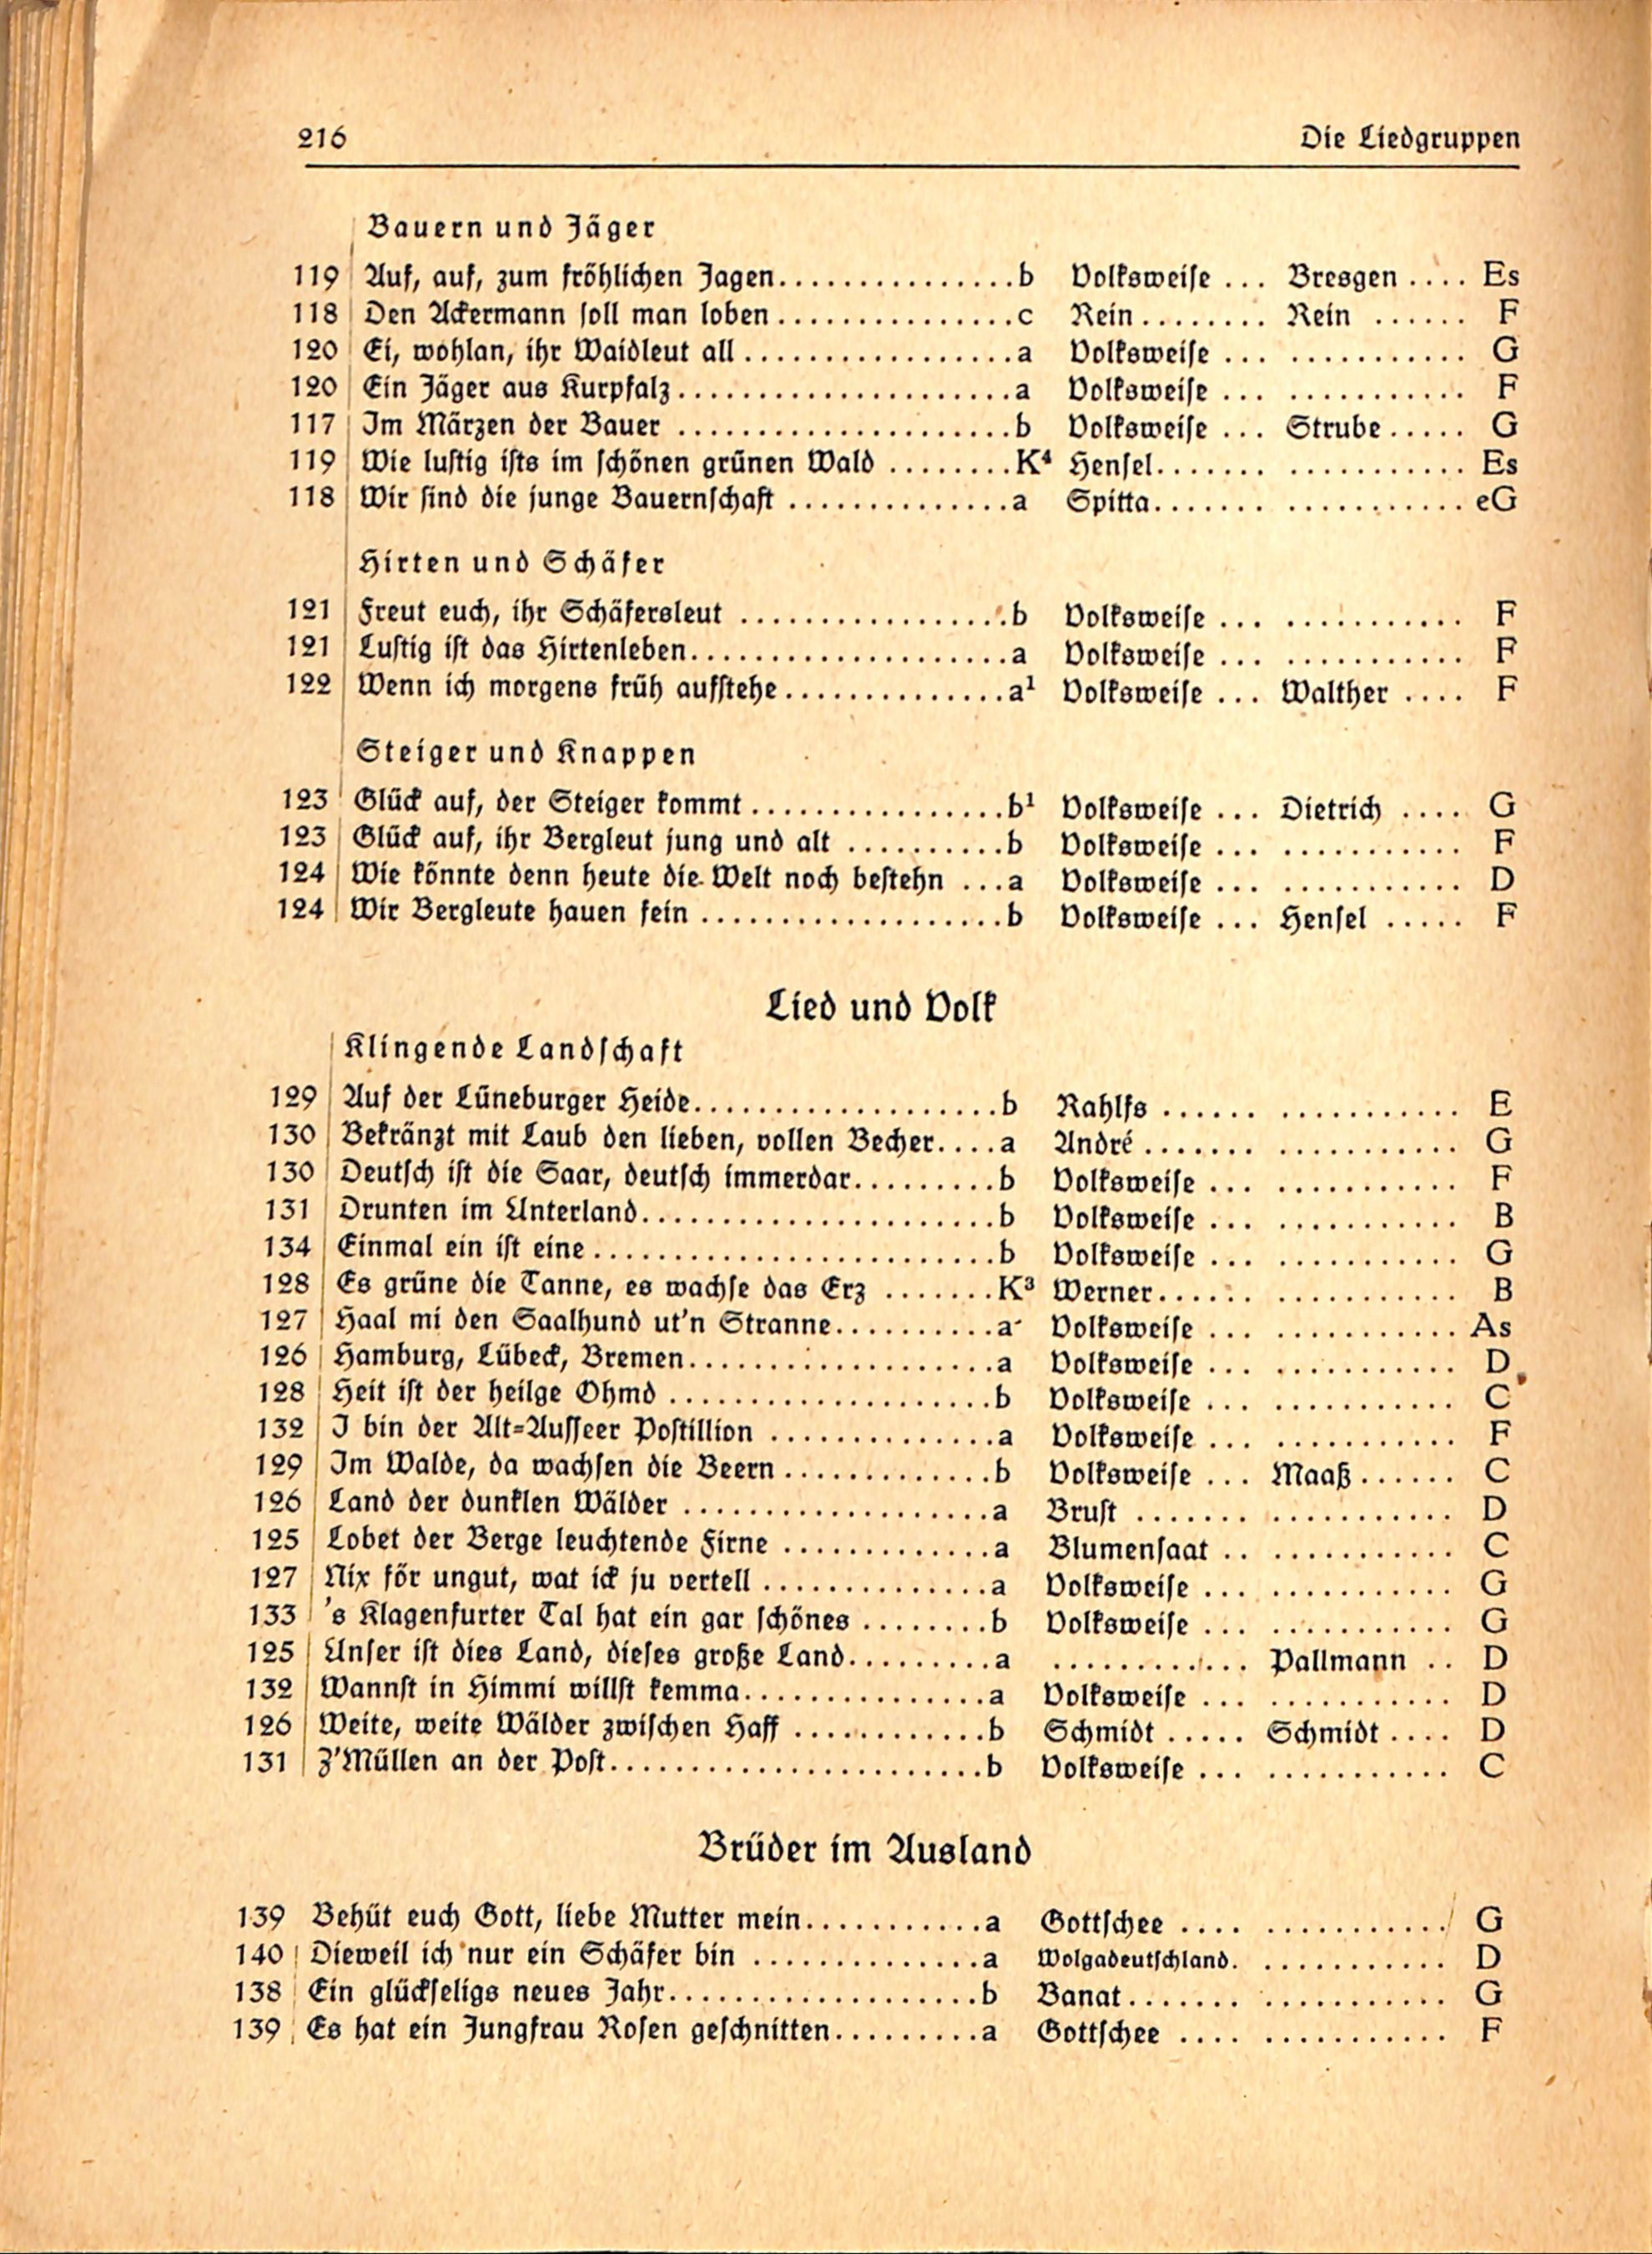 216 Die Liedgruppen
Bauern und Jäger
119 Auf, auf, zum fröhlichen Jagen...............b Volksweise ... Bresgen .... Es
118 Den Ackermann soll man loben...............c Rein........ Rein ...... F
120 Ei, wohlan, ihr Waidleut all .................a Volksweise ... ........... G
120 Ein Jäger aus Kurpfalz.....................a Volksweise ... ........... F
117 Im Märzen der Bauer .....................b Volksweise ... Strube..... G
119 Wie lustig ists im schönen grünen Wald ........K⁴ Hensel....... ........... Es
118 Wir sind die junge Bauernschaft ..............a Spitta....... ........... eG
Hirten und Schäfer
121 Freut euch, ihr Schäfersleut .................b Volksweise ... ........... F
121 Lustig ist das Hirtenleben....................a Volksweise ... ........... F
122 Wenn ich morgens früh aufstehe..............a¹ Volksweise ... Walther .... F
Steiger und Knappen
123 Glück auf, der Steiger kommt ................b¹ Volksweise ... Dietrich .... G
123 Glück auf, ihr Bergleut jung und alt ..........b Volksweise ... ........... F
124 Wie könnte denn heute die Welt noch bestehn ...a Volksweise ... ........... D
124 Wir Bergleute hauen fein ...................b Volksweise ... Hensel ..... F
Lied und Volk
Klingende Landschaft
129 Auf der Lüneburger Heide...................b Rahlfs ...... ........... E
130 Bekränzt mit Laub den lieben, vollen Becher....a André ....... ........... G
130 Deutsch ist die Saar, deutsch immerdar.........b Volksweise ... ........... F
131 Drunten im Unterland......................b Volksweise ... ........... B
134 Einmal ein ist eine .........................b Volksweise ... ........... G
128 Es grüne die Tanne, es wachse das Erz .......K³ Werner...... ........... B
127 Haal mi den Saalhund ut'n Stranne..........a Volksweise ... ........... As
126 Hamburg, Lübeck, Bremen...................a Volksweise ... ........... D
128 Heit ist der heilge Ohmd ....................b Volksweise ... ........... C
132 I bin der Alt-Ausseer Postillion ..............a Volksweise ... ........... F
129 Im Walde, da wachsen die Beern .............b Volksweise ... Maaß...... C
126 Land der dunklen Wälder ...................a Brust ....... ........... D
125 Lobet der Berge leuchtende Firne .............a Blumensaat .. ........... C
127 Nix för ungut, wat ick ju vertell ..............a Volksweise ... ........... G
133 's Klagenfurter Tal hat ein gar schönes ........b Volksweise ... ........... G
125 Unser ist dies Land, dieses große Land.........a ............ Pallmann .. D
132 Wannst in Himmi willst kemma...............a Volksweise ... ........... D
126 Weite, weite Wälder zwischen Haff ............b Schmidt ..... Schmidt .... D
131 Z'Müllen an der Post.......................b Volksweise ... ........... C
Brüder im Ausland
139 Behüt euch Gott, liebe Mutter mein...........a Gottschee .... ........... G
140 Dieweil ich nur ein Schäfer bin ..............a Wolgadeutschland. ........... D
138 Ein glückseligs neues Jahr...................b Banat....... ........... G
139 Es hat ein Jungfrau Rosen geschnitten.........a Gottschee .... ........... F